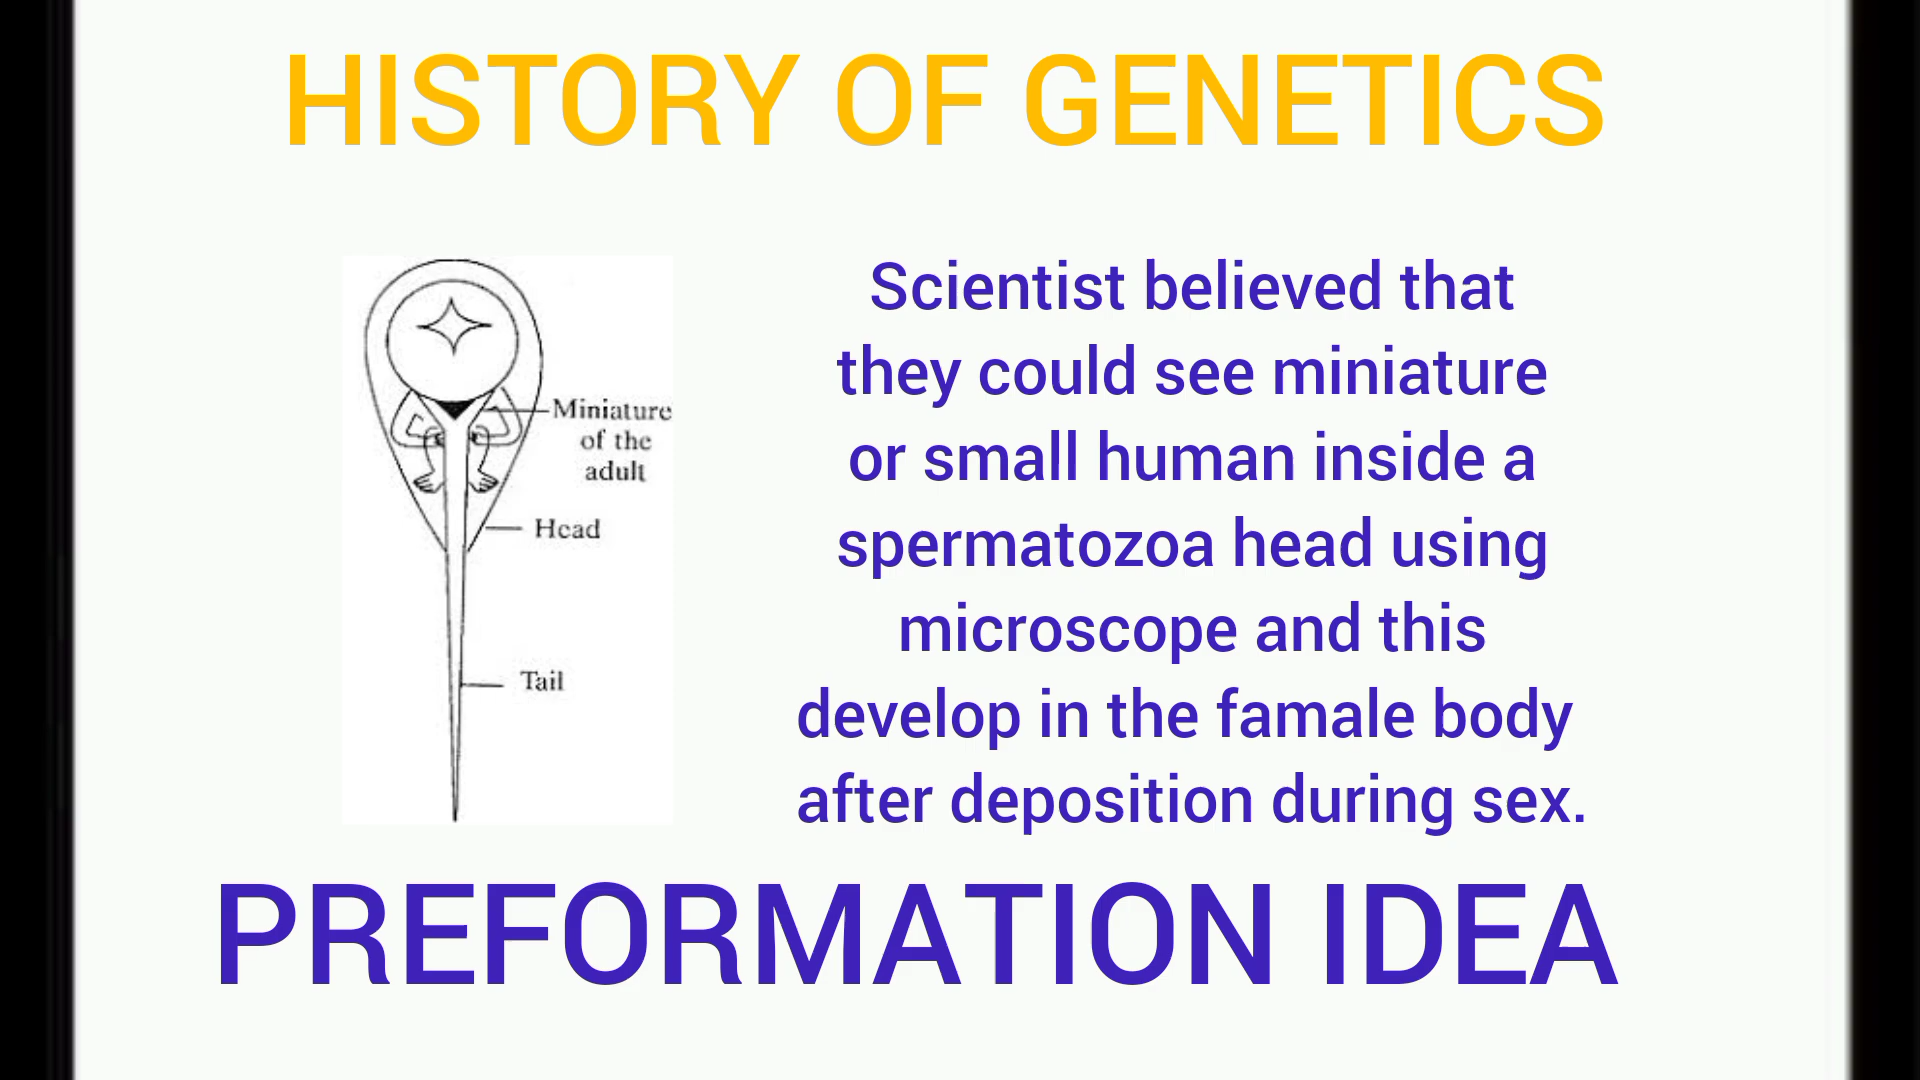 HISTORY OF GENETICS
Miniature
of the
adult
Head
Tail
Scientist believed that
they could see miniature
or small human inside a
spermatozoa head using
microscope and this
develop in the famale body
after deposition during sex.
PREFORMATION IDEA